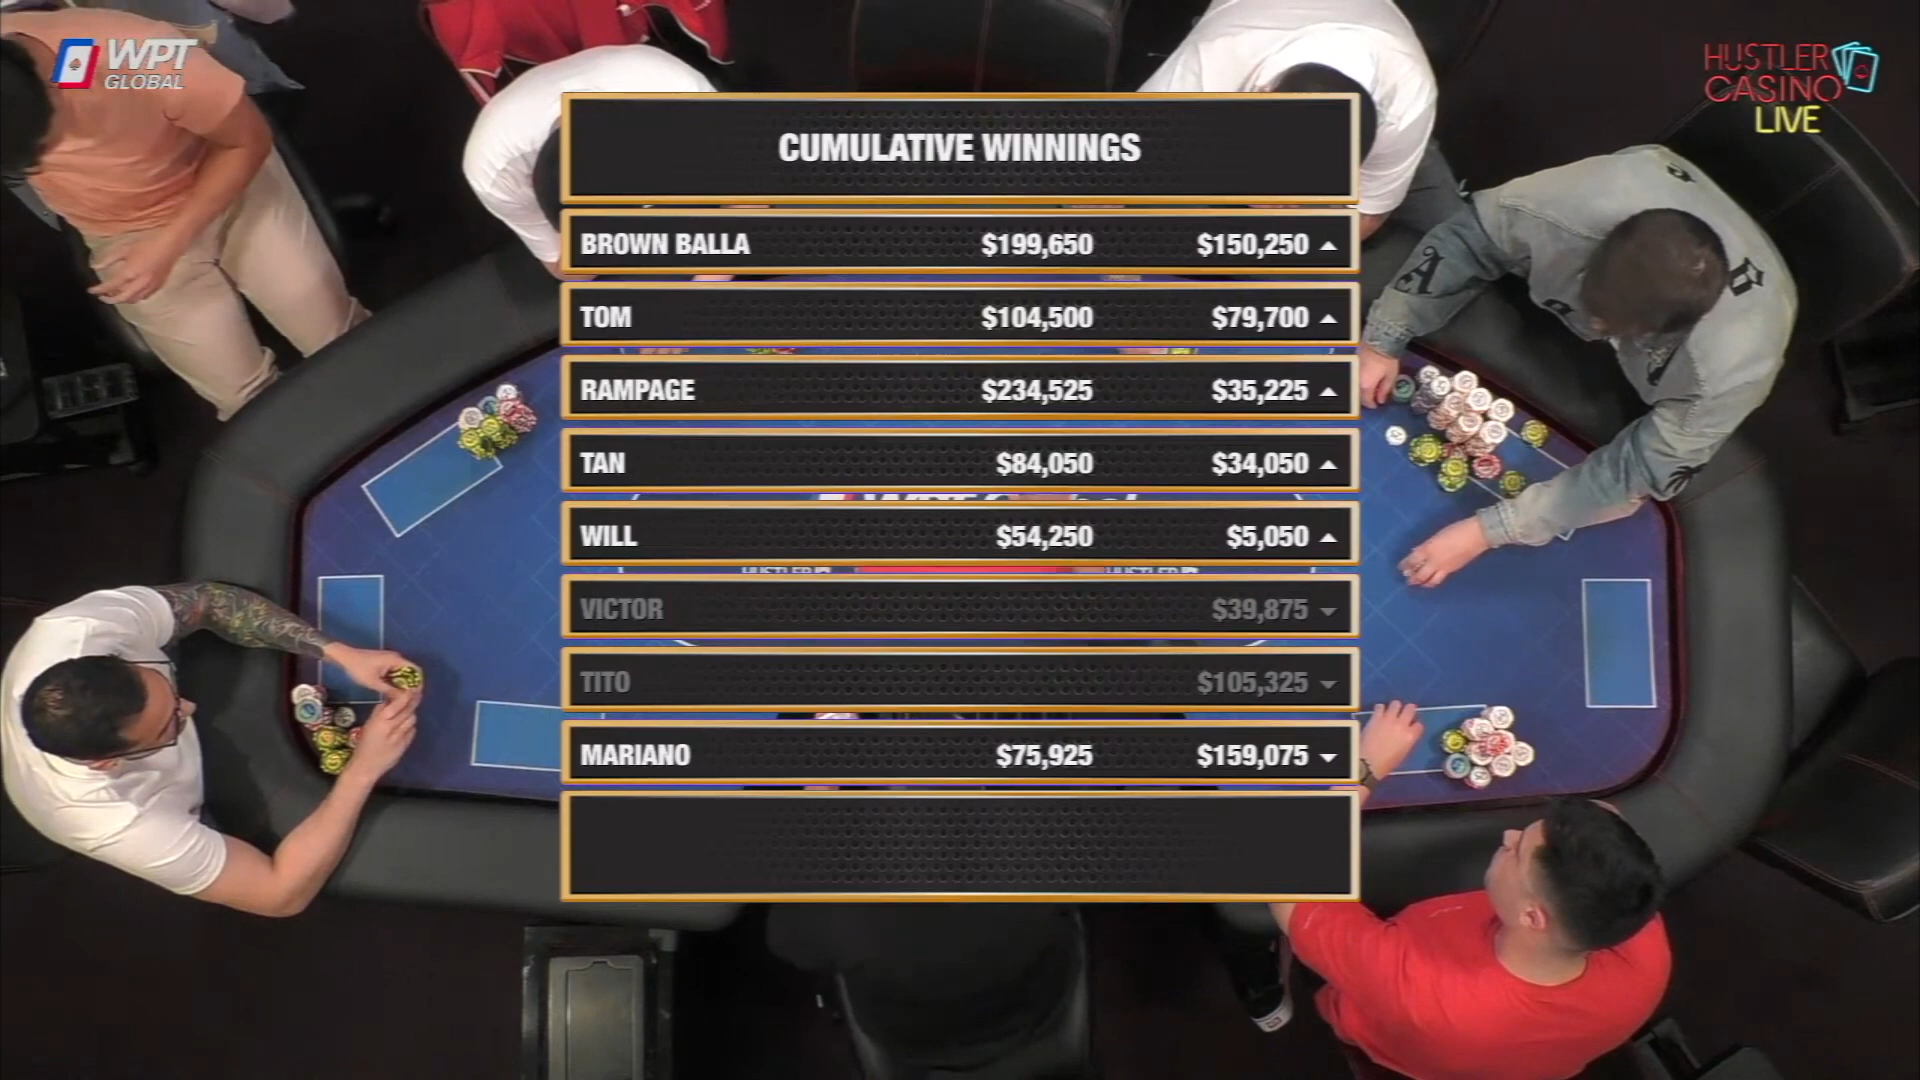 WPT
GLOBAL
HUSTLER
CASINO
LIVE
CUMULATIVE WINNINGS
BROWN BALLA $199,650 $150,250
TOM $104,500 $79,700
RAMPAGE $234,525 $35,225
TAN $84,050 $34,050
WILL $54,250 $5,050
VICTOR $39,875
TITO $105,325
MARIANO $75,925 $159,075